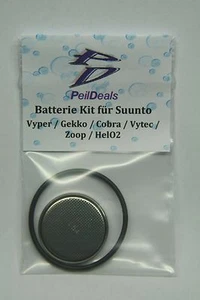 PeilDeals
Batterie Kit für Suunto
Vyper / Gekko / Cobra / Vytec /
Zoop / HelO2